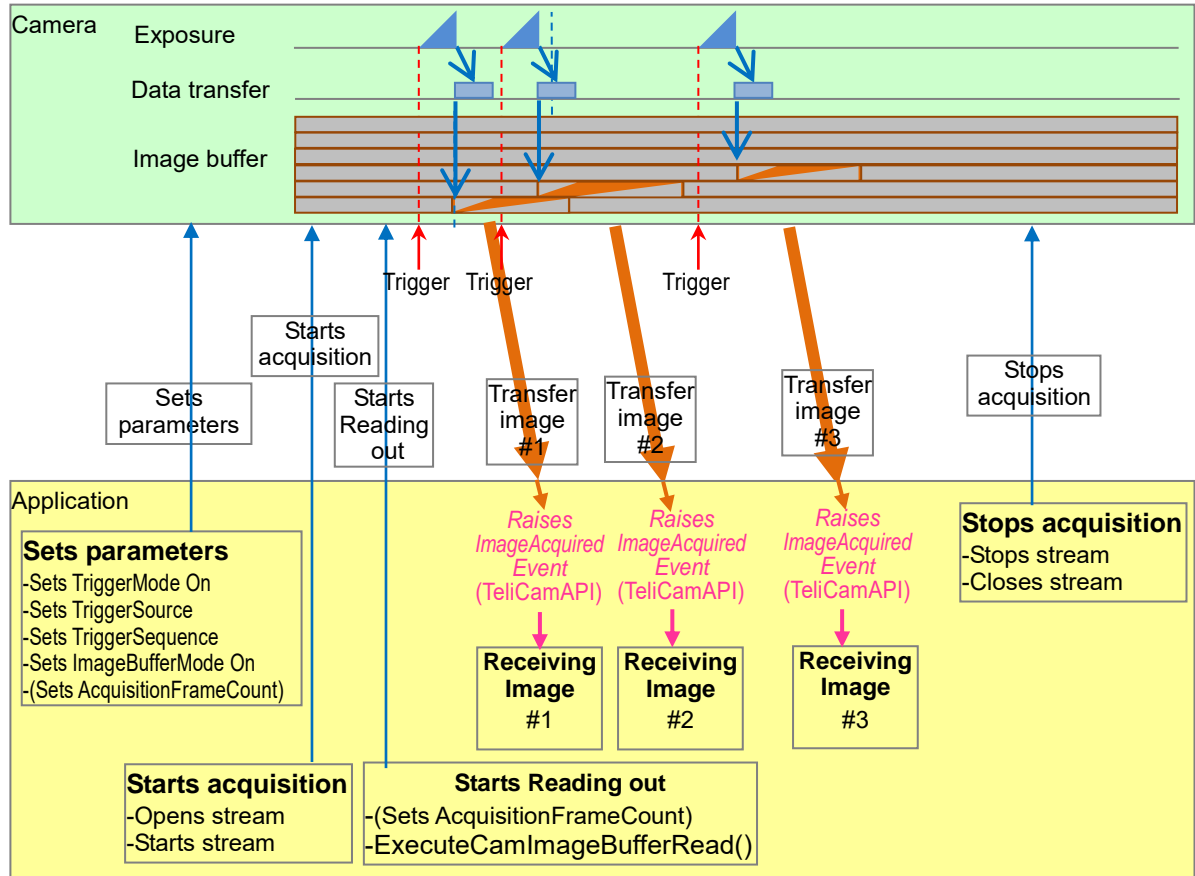 Camera
Exposure
Data transfer
Image buffer
Trigger
Trigger
Trigger
Starts
acquisition
Sets
parameters
Starts
Reading
out
Transfer
image
#1
Transfer
image
#2
Transfer
image
#3
Stops
acquisition
Application
Sets parameters
-Sets TriggerMode On
-Sets TriggerSource
-Sets TriggerSequence
-Sets ImageBufferMode On
-(Sets AcquisitionFrameCount)
Raises
ImageAcquired
Event
(TeliCamAPI)
Raises
ImageAcquired
Event
(TeliCamAPI)
Raises
ImageAcquired
Event
(TeliCamAPI)
Stops acquisition
-Stops stream
-Closes stream
Receiving
Image
#1
Receiving
Image
#2
Receiving
Image
#3
Starts acquisition
-Opens stream
-Starts stream
Starts Reading out
-(Sets AcquisitionFrameCount)
-ExecuteCamImageBufferRead()